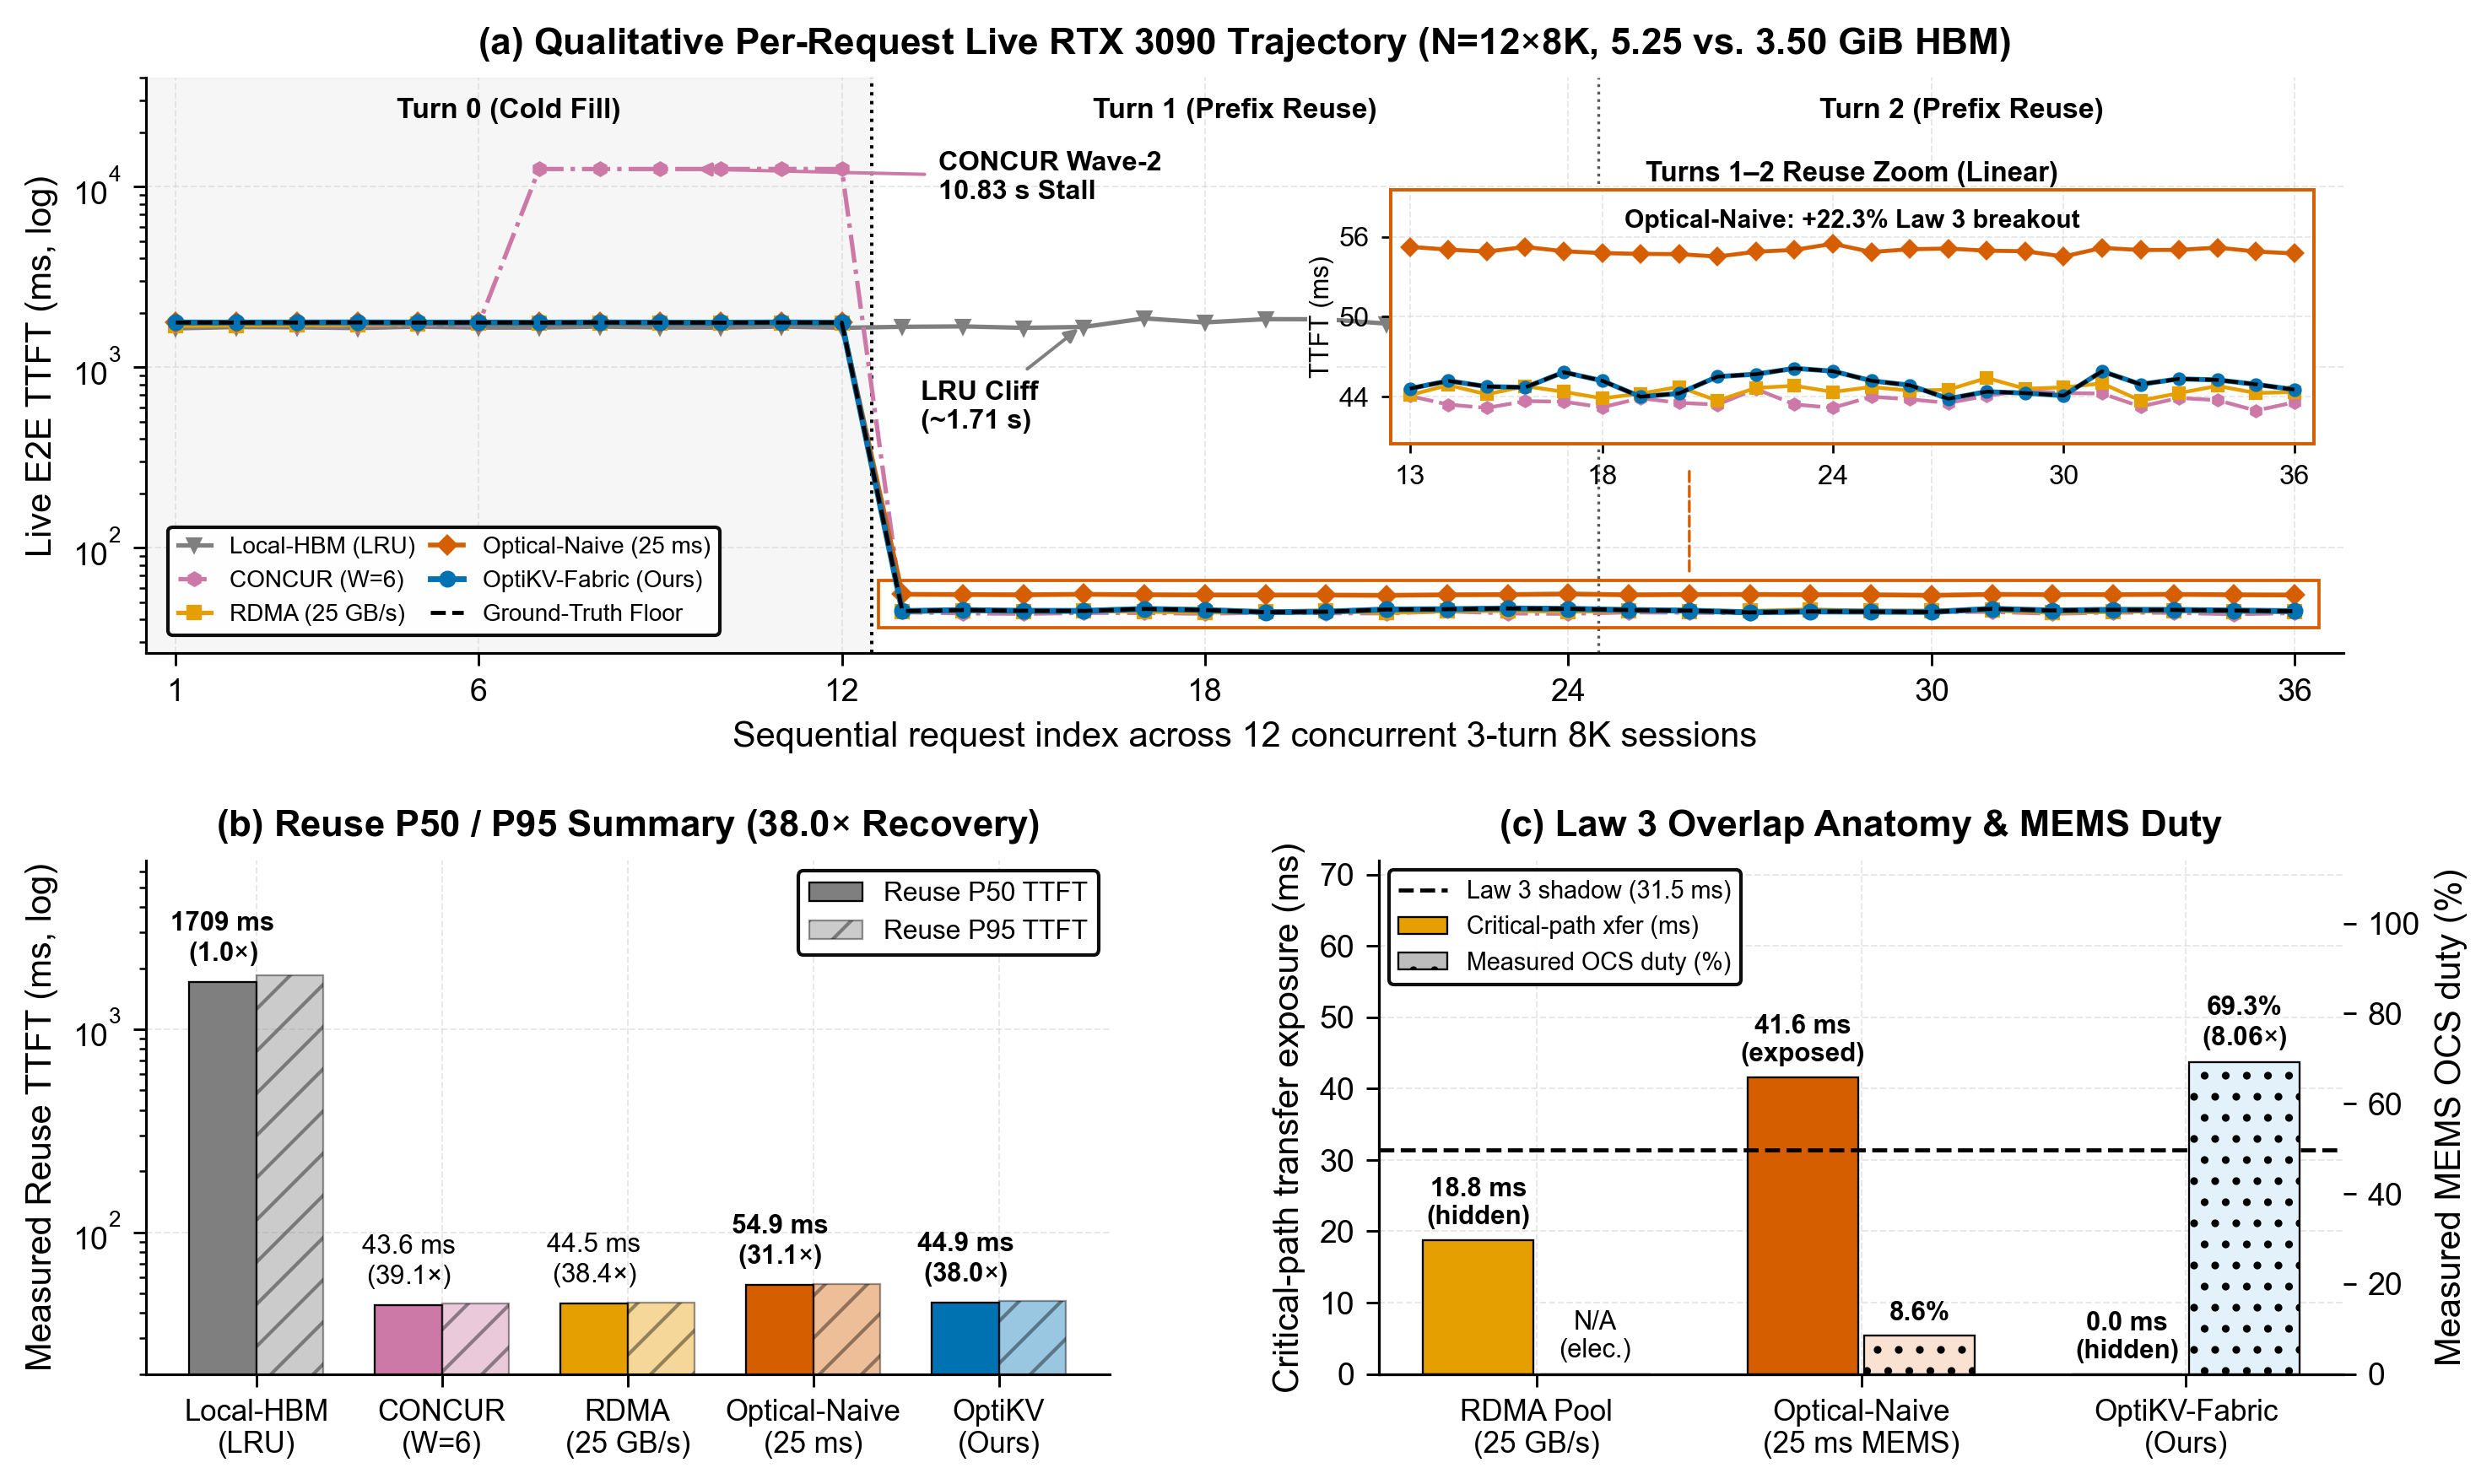 (a) Qualitative Per-Request Live RTX 3090 Trajectory (N=12×8K, 5.25 vs. 3.50 GiB HBM)
Turn 0 (Cold Fill)
Turn 1 (Prefix Reuse)
Turn 2 (Prefix Reuse)
CONCUR Wave-2
10.83 s Stall
LRU Cliff
(~1.71 s)
Turns 1–2 Reuse Zoom (Linear)
Optical-Naive: +22.3% Law 3 breakout
TTFT (ms)
56
50
44
13
18
24
30
36
Live E2E TTFT (ms, log)
10^4
10^3
10^2
Local-HBM (LRU)
CONCUR (W=6)
RDMA (25 GB/s)
Optical-Naive (25 ms)
OptiKV-Fabric (Ours)
Ground-Truth Floor
1
6
12
18
24
30
36
Sequential request index across 12 concurrent 3-turn 8K sessions
(b) Reuse P50 / P95 Summary (38.0× Recovery)
Measured Reuse TTFT (ms, log)
10^3
10^2
Reuse P50 TTFT
Reuse P95 TTFT
1709 ms
(1.0×)
43.6 ms
(39.1×)
44.5 ms
(38.4×)
54.9 ms
(31.1×)
44.9 ms
(38.0×)
Local-HBM
(LRU)
CONCUR
(W=6)
RDMA
(25 GB/s)
Optical-Naive
(25 ms)
OptiKV
(Ours)
(c) Law 3 Overlap Anatomy & MEMS Duty
Critical-path transfer exposure (ms)
70
60
50
40
30
20
10
0
Law 3 shadow (31.5 ms)
Critical-path xfer (ms)
Measured OCS duty (%)
18.8 ms
(hidden)
N/A
(elec.)
41.6 ms
(exposed)
8.6%
0.0 ms
(hidden)
69.3%
(8.06×)
100
80
60
40
20
0
Measured MEMS OCS duty (%)
RDMA Pool
(25 GB/s)
Optical-Naive
(25 ms MEMS)
OptiKV-Fabric
(Ours)